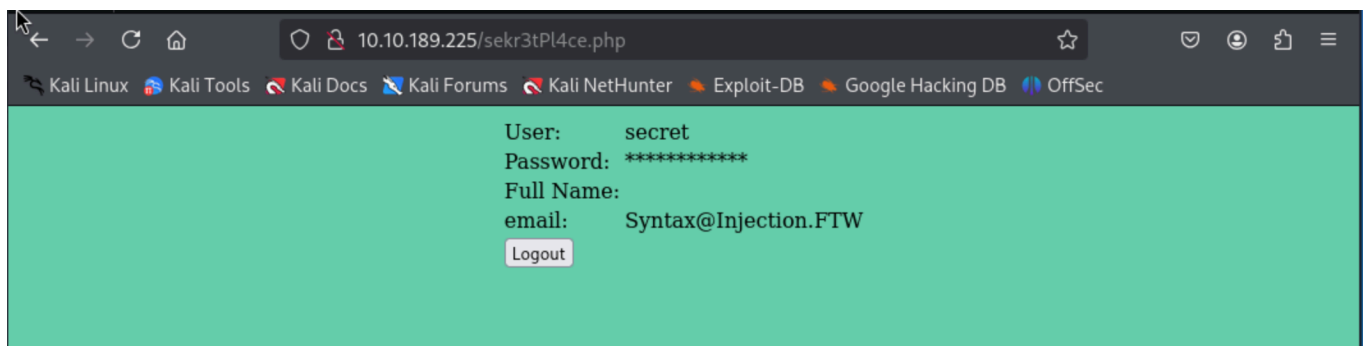 10.10.189.225/sekr3tPl4ce.php
Kali Linux Kali Tools Kali Docs Kali Forums Kali NetHunter Exploit-DB Google Hacking DB OffSec
User: secret
Password: ************
Full Name:
email: Syntax@Injection.FTW
Logout